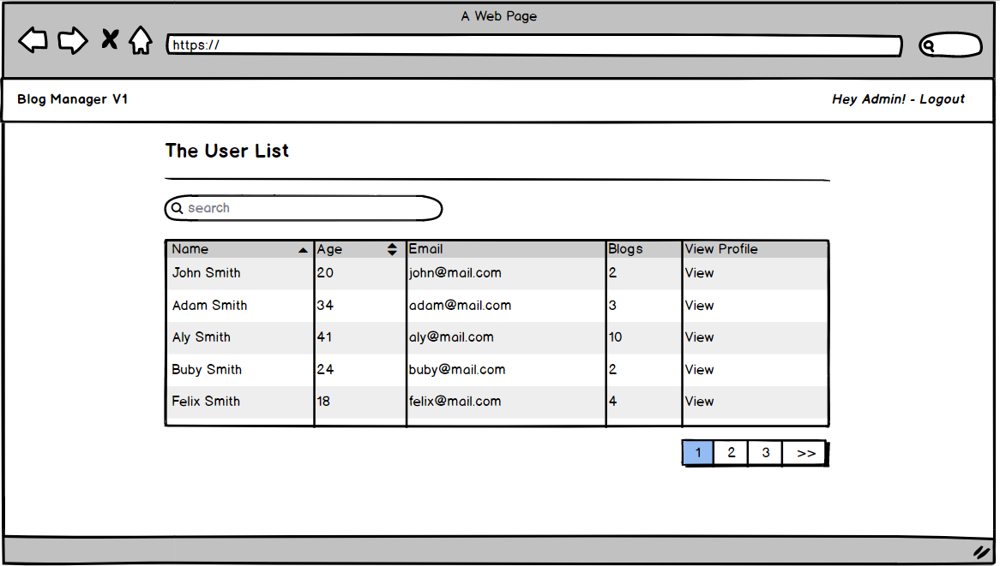 A Web Page
https://
Blog Manager V1 Hey Admin! - Logout
The User List
search
Name Age Email Blogs View Profile
John Smith 20 john@mail.com 2 View
Adam Smith 34 adam@mail.com 3 View
Aly Smith 41 aly@mail.com 10 View
Buby Smith 24 buby@mail.com 2 View
Felix Smith 18 felix@mail.com 4 View
1 2 3 >>